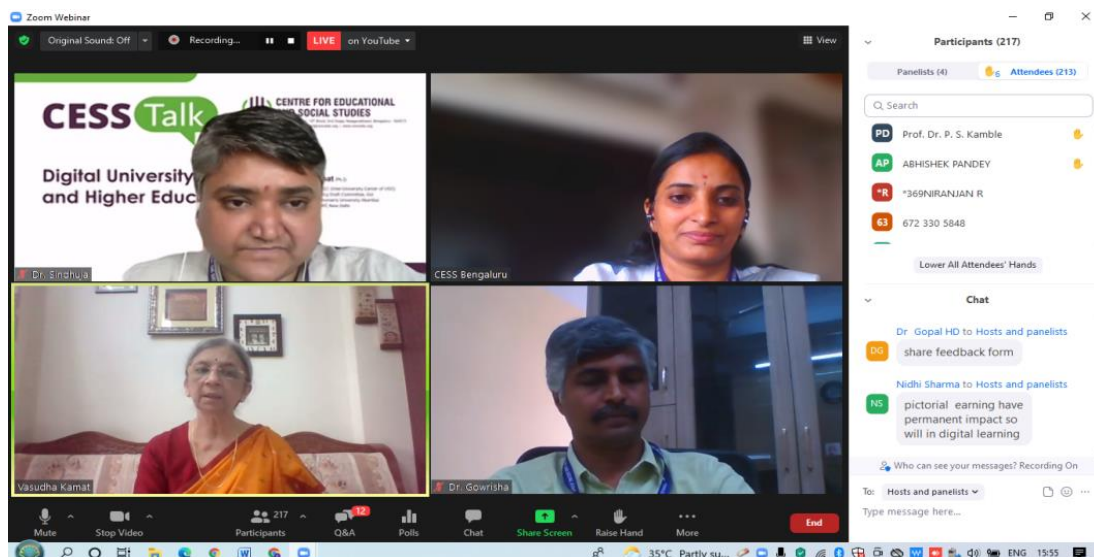 Zoom Webinar
Original Sound: Off
Recording...
LIVE on YouTube
View
CESS Talk
CENTRE FOR EDUCATIONAL
SOCIAL STUDIES
Digital University
and Higher Educ
Dr. Sindhuja
CESS Bengaluru
Vasudha Kamat
Dr. Gowrisha
Mute
Stop Video
217
Participants
12
Q&A
Polls
Chat
Share Screen
Raise Hand
More
End
Participants (217)
Panelists (4)
6 Attendees (213)
Search
PD Prof. Dr. P. S. Kamble
AP ABHISHEK PANDEY
*R *369NIRANJAN R
63 672 330 5848
Lower All Attendees' Hands
Chat
Dr Gopal HD to Hosts and panelists
DG share feedback form
Nidhi Sharma to Hosts and panelists
NS pictorial earning have
permanent impact so
will in digital learning
Who can see your messages? Recording On
To: Hosts and panelists
Type message here...
35°C Partly su...
ENG 15:55